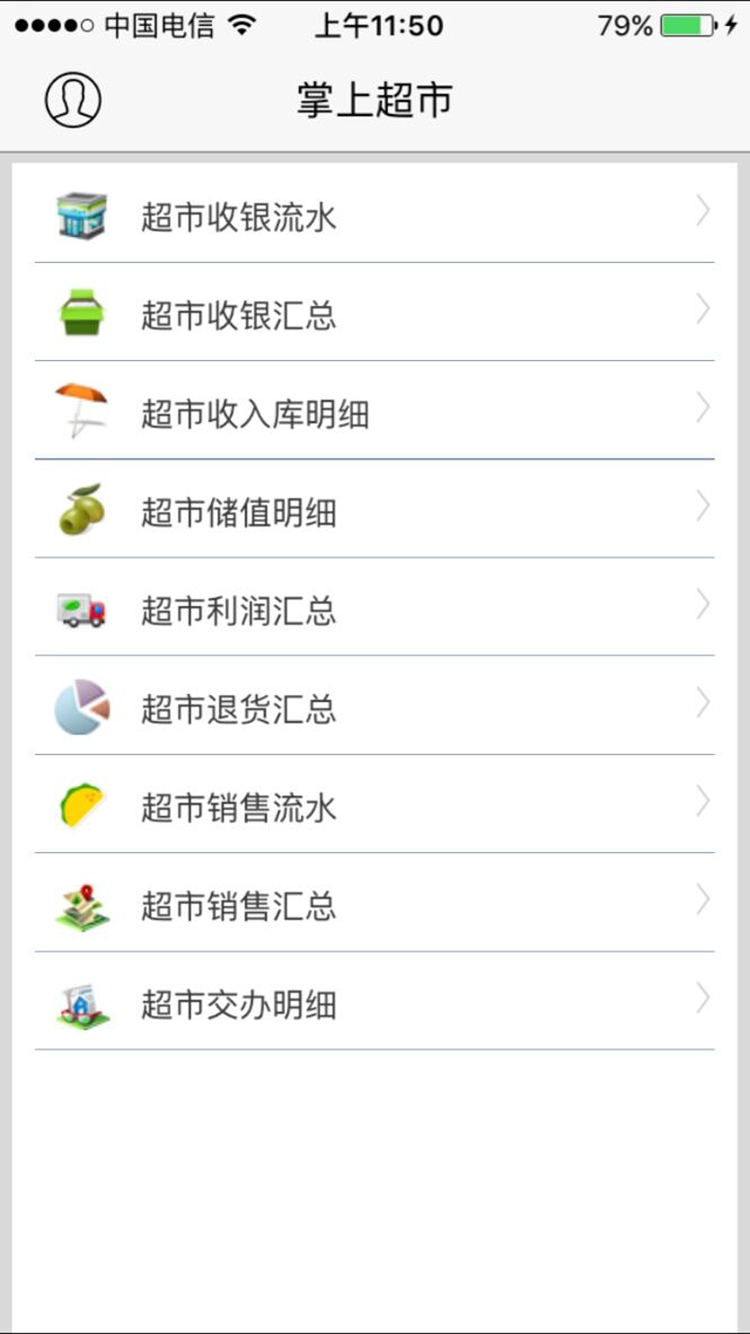 中国电信 上午11:50 79%
掌上超市
超市收银流水
超市收银汇总
超市收入库明细
超市储值明细
超市利润汇总
超市退货汇总
超市销售流水
超市销售汇总
超市交办明细